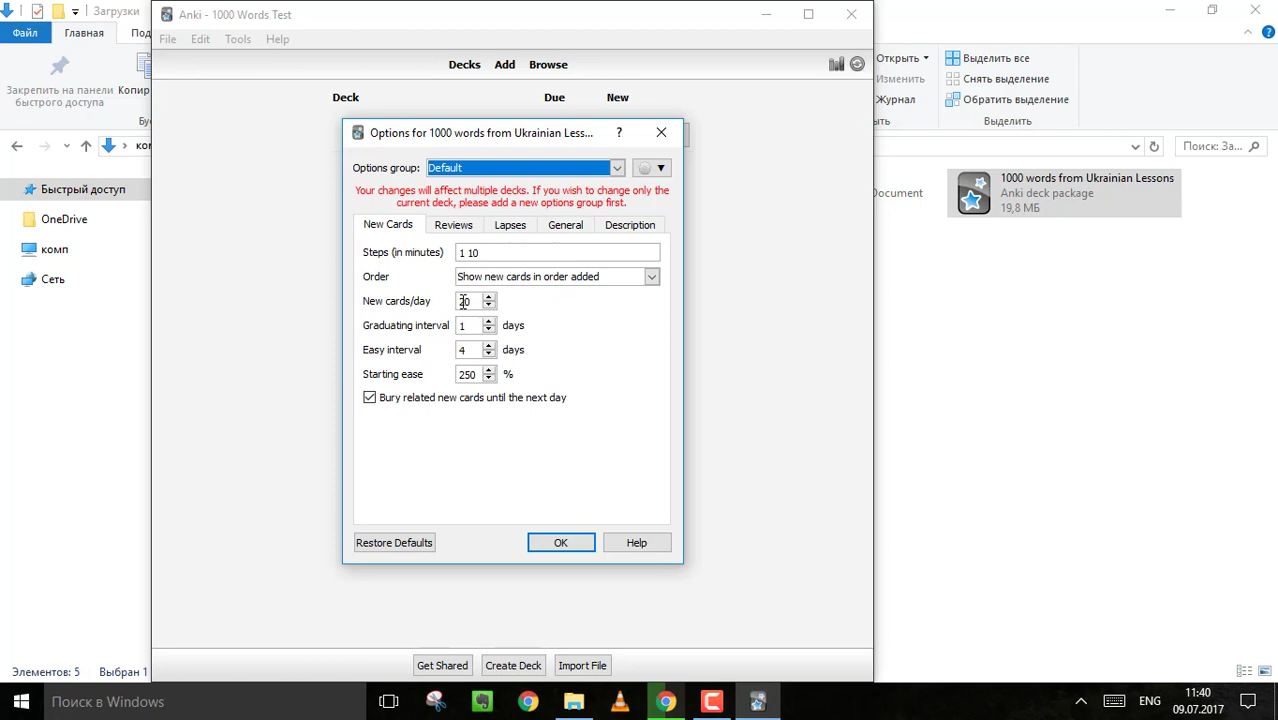 Загрузки
Anki - 1000 Words Test
Файл
Главная
Под
File Edit Tools Help
Закрепить на панели
быстрого доступа
Копир
Открыть
Изменить
Журнал
Выделить все
Снять выделение
Обратить выделение
Выделить
Decks Add Browse
Deck Due New
Поиск: За...
Быстрый доступ
OneDrive
комп
Сеть
Document
1000 words from Ukrainian Lessons
Anki deck package
19,8 МБ
Options for 1000 words from Ukrainian Less...
?
Options group: Default
Your changes will affect multiple decks. If you wish to change only the
current deck, please add a new options group first.
New Cards Reviews Lapses General Description
Steps (in minutes) 1 10
Order Show new cards in order added
New cards/day 20
Graduating interval 1 days
Easy interval 4 days
Starting ease 250 %
Bury related new cards until the next day
Restore Defaults OK Help
Get Shared Create Deck Import File
Элементов: 5 Выбран 1
Поиск в Windows
ENG
11:40
09.07.2017